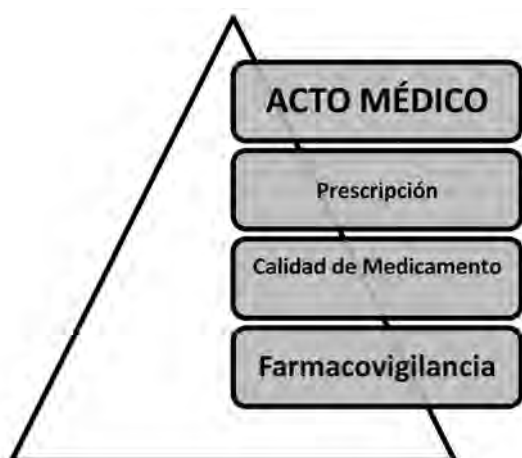 ACTO MÉDICO
Prescripción
Calidad de Medicamento
Farmacovigilancia